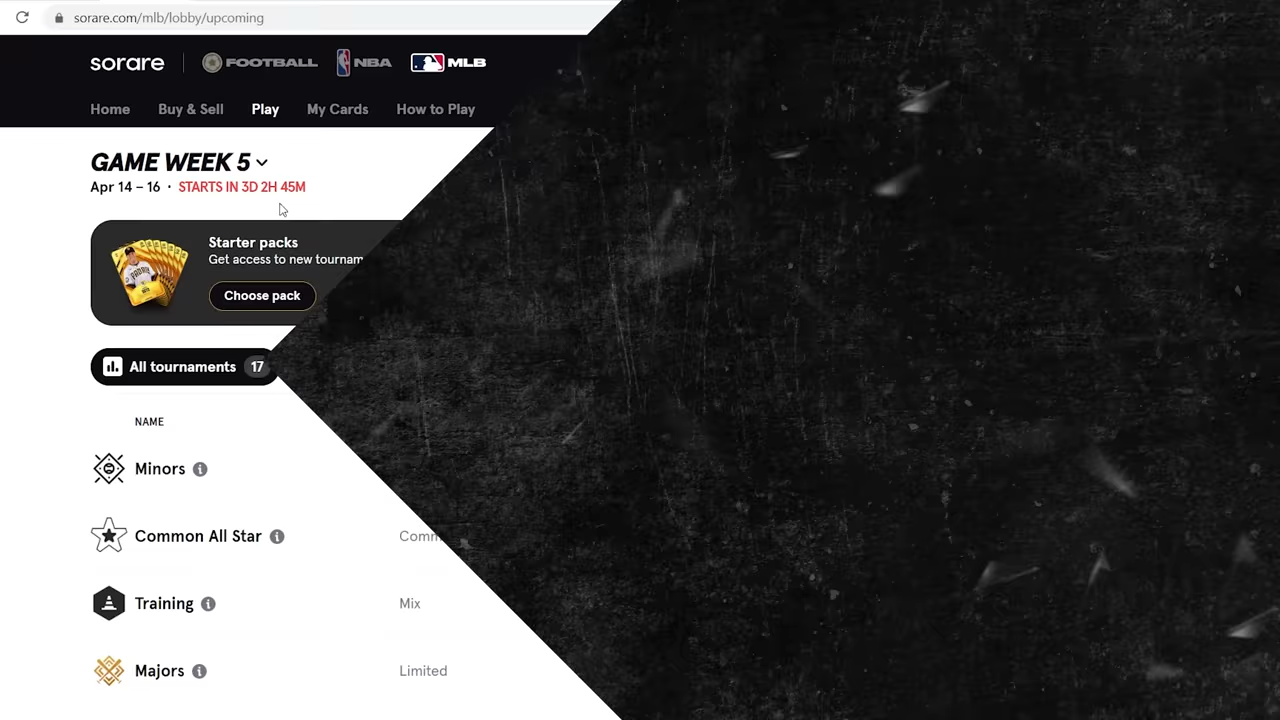 sorare.com/mlb/lobby/upcoming
sorare FOOTBALL NBA MLB
Home Buy & Sell Play My Cards How to Play
GAME WEEK 5
Apr 14 – 16 · STARTS IN 3D 2H 45M
Starter packs
Get access to new tournam
Choose pack
All tournaments 17
NAME
Minors
Common All Star Comm
Training Mix
Majors Limited